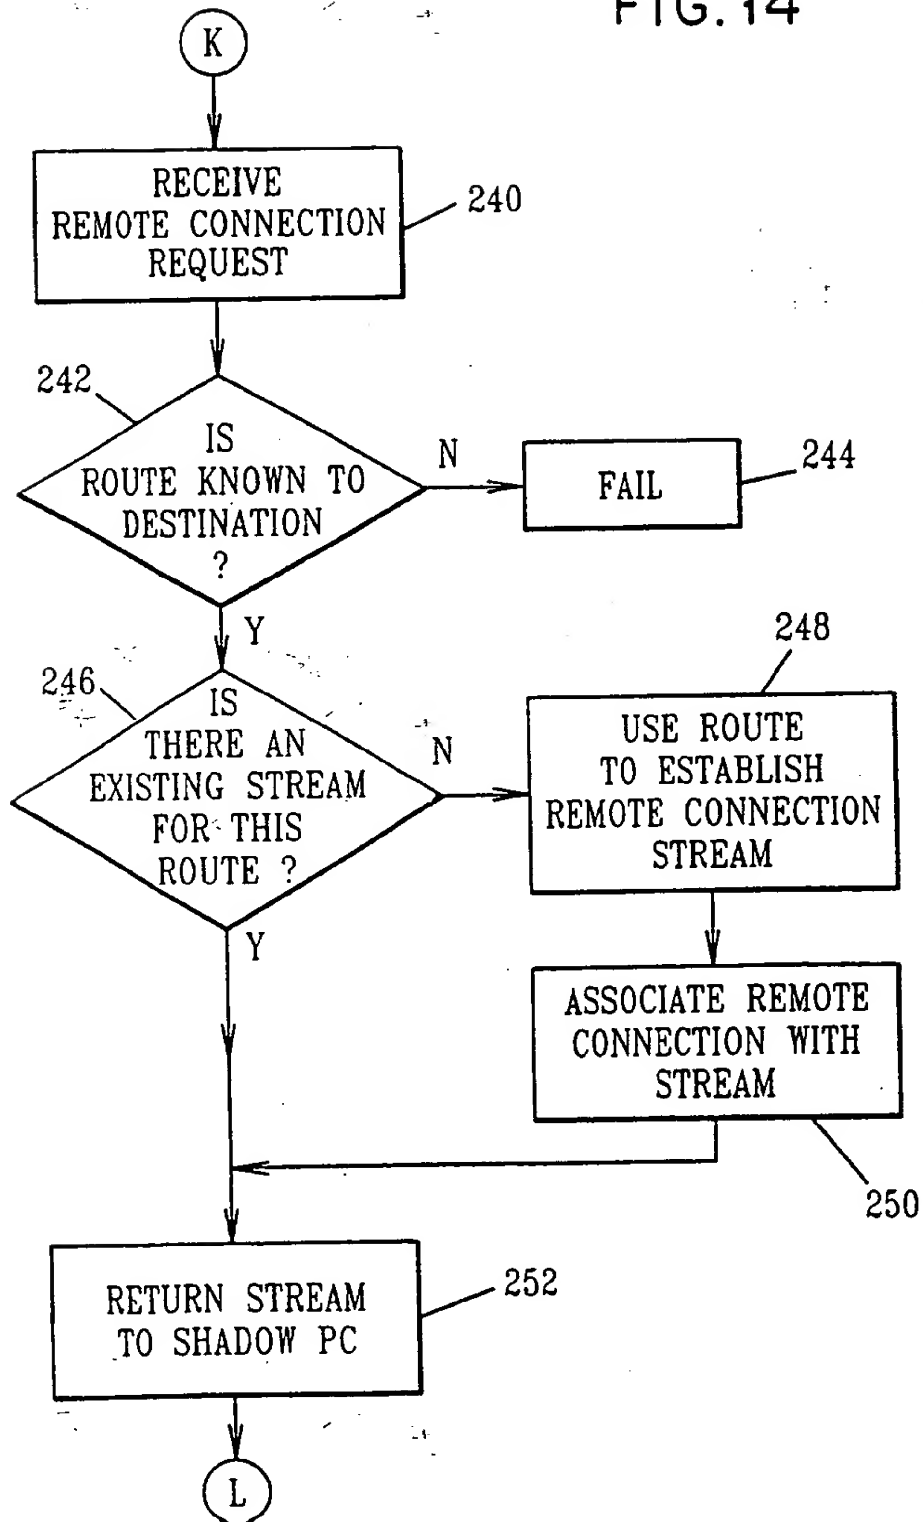 FIG. 14
K
RECEIVE
REMOTE CONNECTION
REQUEST
240
242
IS
ROUTE KNOWN TO
DESTINATION
?
N
FAIL
244
Y
246
IS
THERE AN
EXISTING STREAM
FOR THIS
ROUTE ?
N
248
USE ROUTE
TO ESTABLISH
REMOTE CONNECTION
STREAM
Y
ASSOCIATE REMOTE
CONNECTION WITH
STREAM
250
RETURN STREAM
TO SHADOW PC
252
L